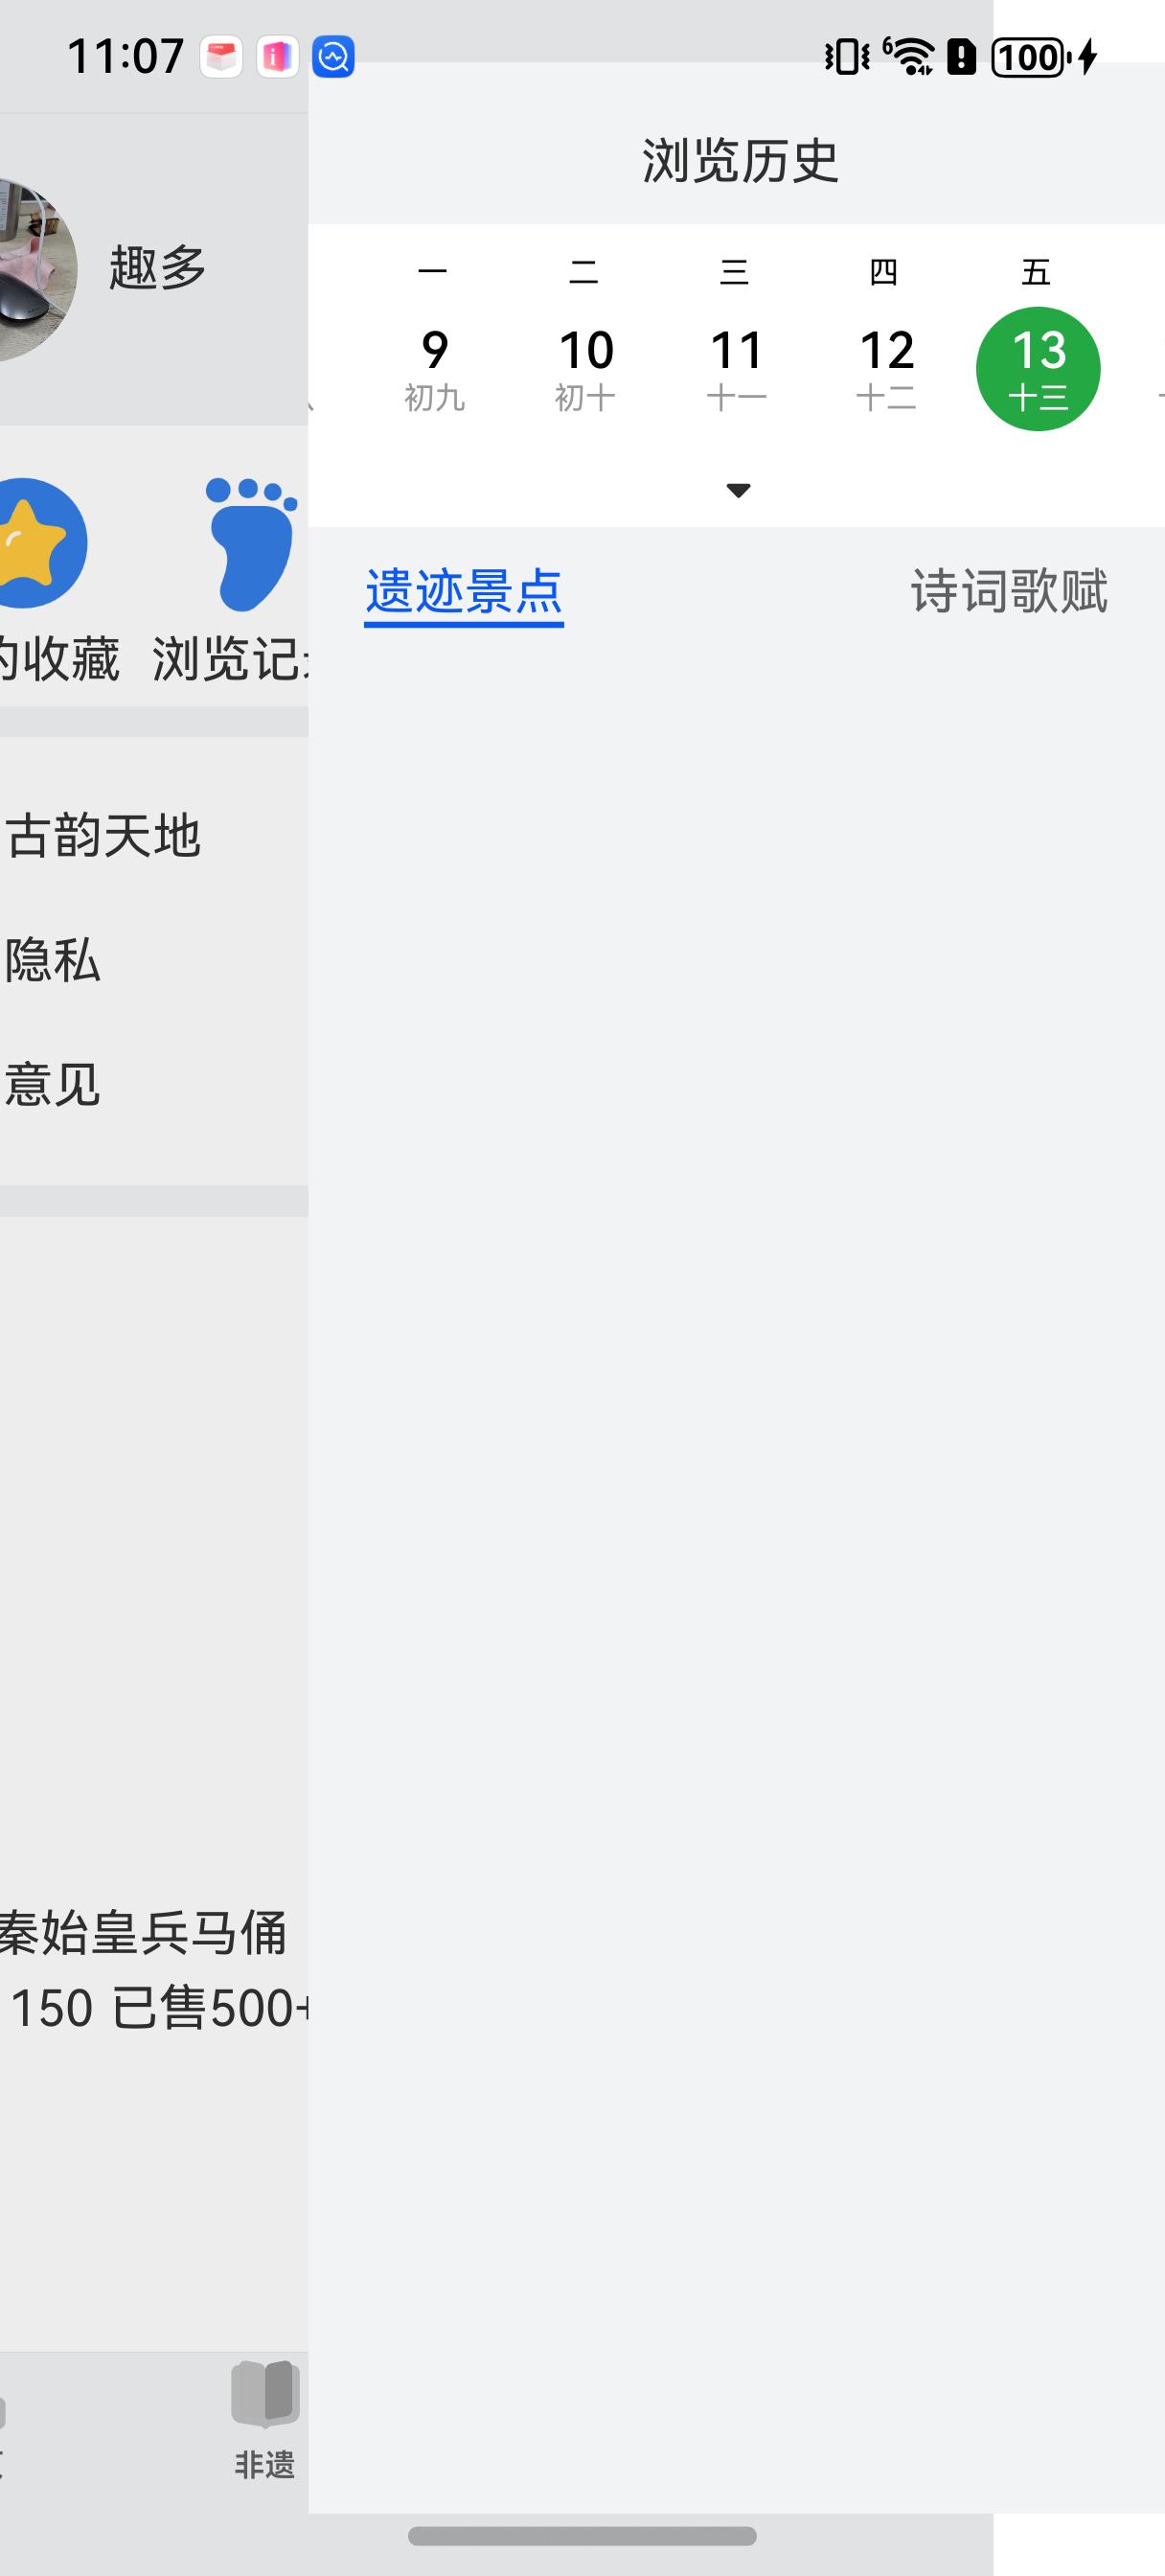 11:07
6
100
浏览历史
一 二 三 四 五
9 10 11 12 13
初九 初十 十一 十二 十三
趣多
遗迹景点 诗词歌赋
的收藏 浏览记
古韵天地
隐私
意见
秦始皇兵马俑
150 已售500+
非遗